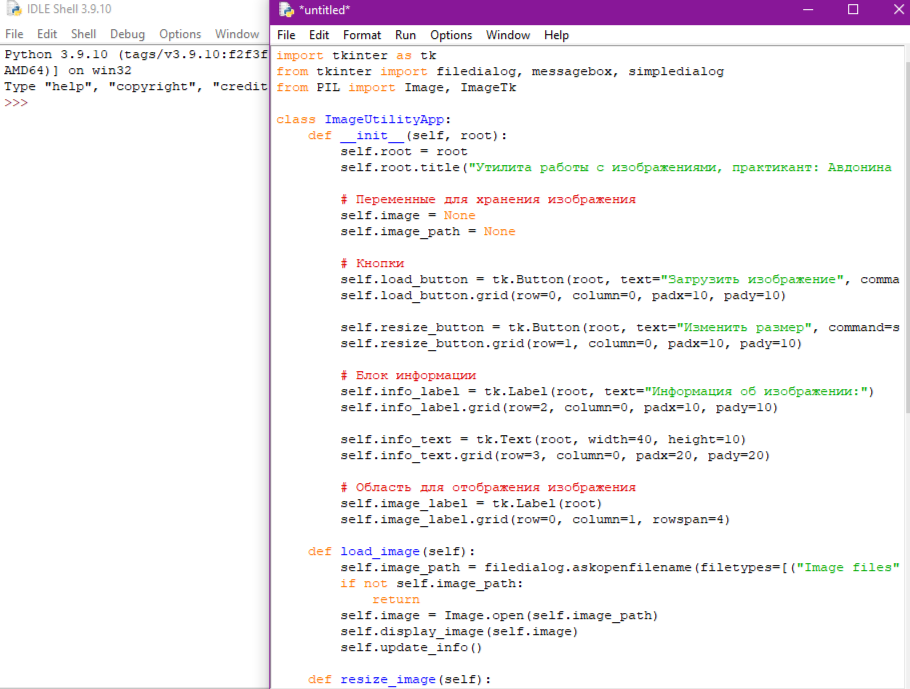 IDLE Shell 3.9.10
File Edit Shell Debug Options Window
Python 3.9.10 (tags/v3.9.10:f2f3f
AMD64)] on win32
Type "help", "copyright", "credit
>>>
*untitled*
File Edit Format Run Options Window Help
import tkinter as tk
from tkinter import filedialog, messagebox, simpledialog
from PIL import Image, ImageTk
class ImageUtilityApp:
def __init__(self, root):
self.root = root
self.root.title("Утилита работы с изображениями, практикант: Авдонина
# Переменные для хранения изображения
self.image = None
self.image_path = None
# Кнопки
self.load_button = tk.Button(root, text="Загрузить изображение", comma
self.load_button.grid(row=0, column=0, padx=10, pady=10)
self.resize_button = tk.Button(root, text="Изменить размер", command=s
self.resize_button.grid(row=1, column=0, padx=10, pady=10)
# Блок информации
self.info_label = tk.Label(root, text="Информация об изображении:")
self.info_label.grid(row=2, column=0, padx=10, pady=10)
self.info_text = tk.Text(root, width=40, height=10)
self.info_text.grid(row=3, column=0, padx=20, pady=20)
# Область для отображения изображения
self.image_label = tk.Label(root)
self.image_label.grid(row=0, column=1, rowspan=4)
def load_image(self):
self.image_path = filedialog.askopenfilename(filetypes=[("Image files"
if not self.image_path:
return
self.image = Image.open(self.image_path)
self.display_image(self.image)
self.update_info()
def resize_image(self):